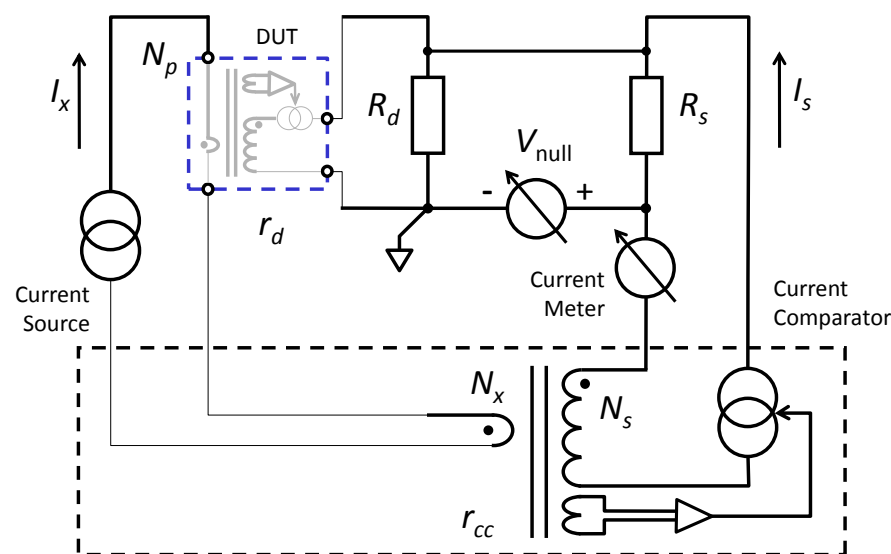 DUT
N_p
I_x
R_d
R_s
I_s
V_null
-
+
r_d
Current
Source
Current
Meter
Current
Comparator
N_x
N_s
r_cc